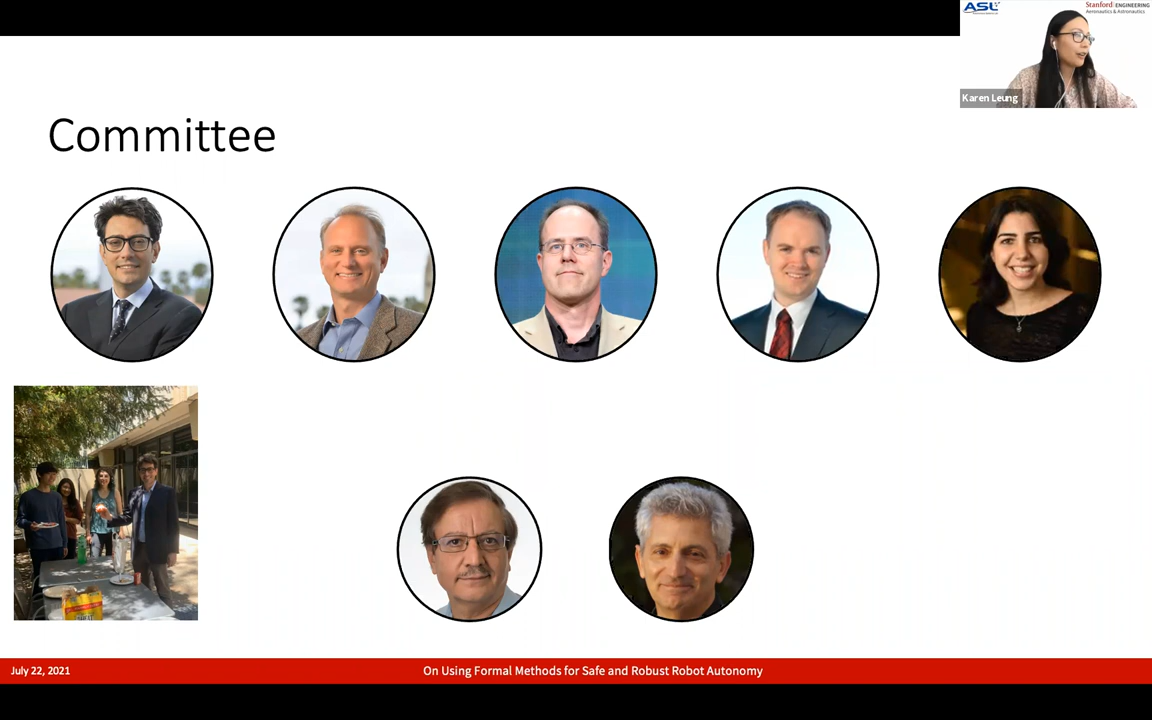 ASL
Stanford ENGINEERING
Aeronautics & Astronautics
Karen Leung
Committee
July 22, 2021
On Using Formal Methods for Safe and Robust Robot Autonomy